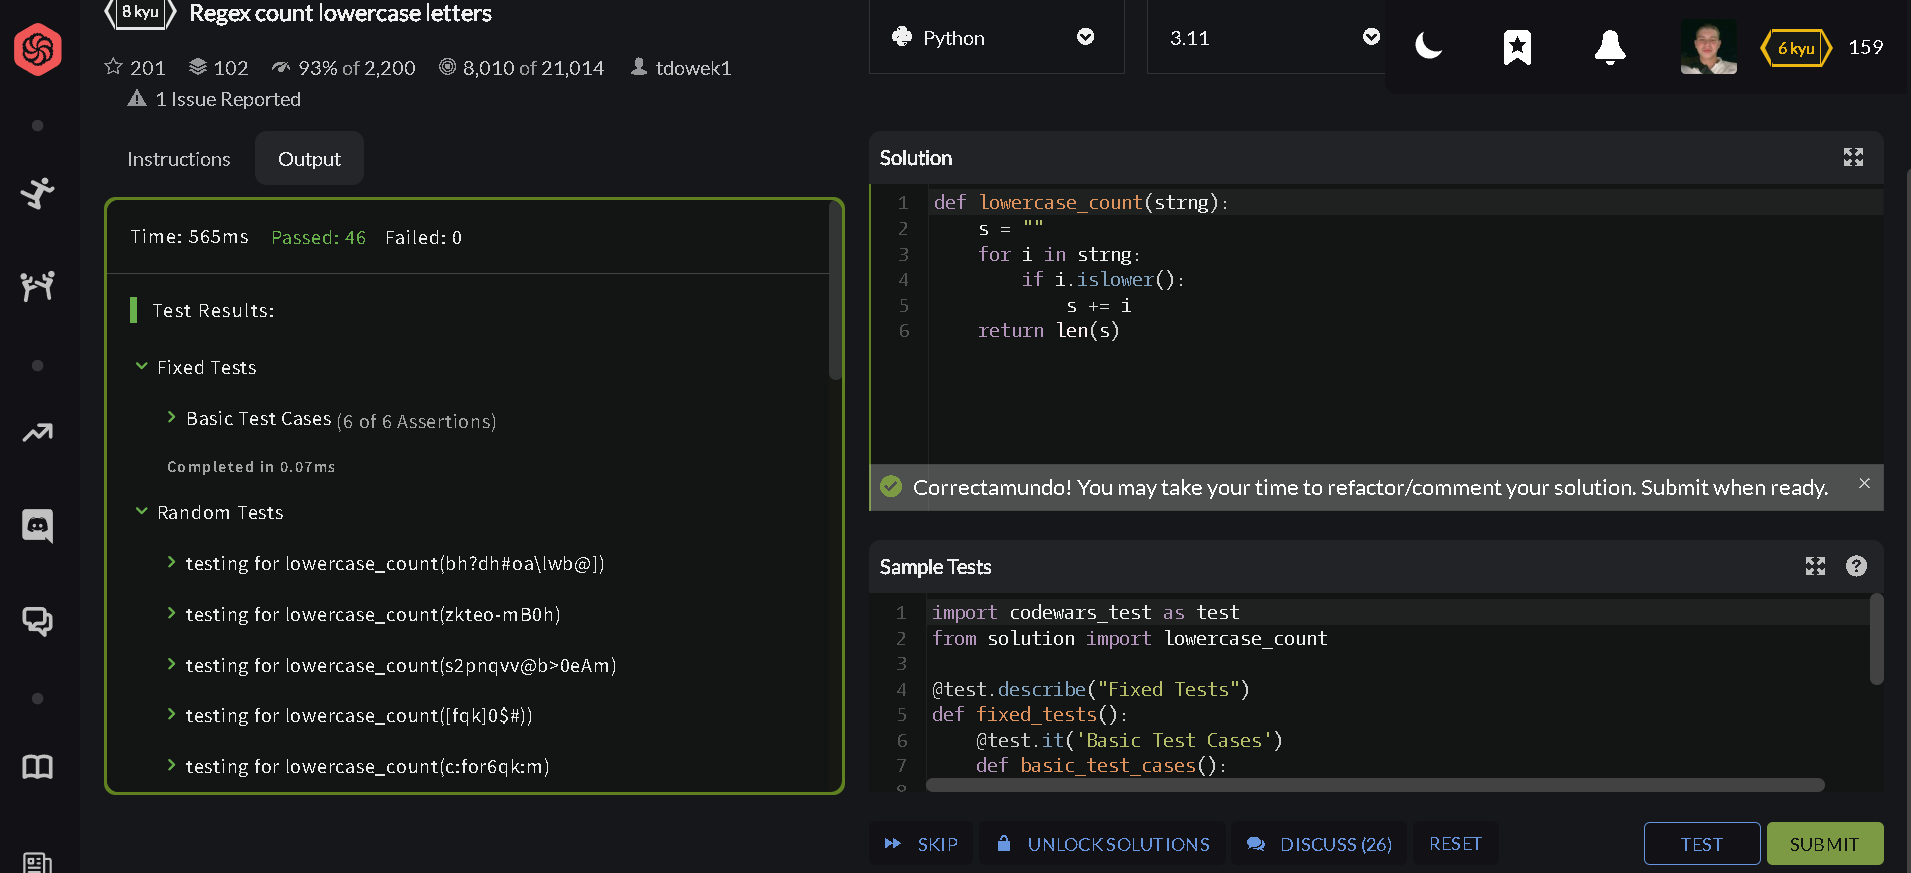 8 kyu Regex count lowercase letters
201 102 93% of 2,200 8,010 of 21,014 tdowek1
1 Issue Reported
Python
3.11
6 kyu 159
Instructions Output
Time: 565ms Passed: 46 Failed: 0
Test Results:
Fixed Tests
Basic Test Cases (6 of 6 Assertions)
Completed in 0.07ms
Random Tests
testing for lowercase_count(bh?dh#oa\lwb@])
testing for lowercase_count(zkteo-mB0h)
testing for lowercase_count(s2pnqvv@b>0eAm)
testing for lowercase_count([fqk]0$#))
testing for lowercase_count(c:for6qk:m)
Solution
1 def lowercase_count(strng):
2     s = ""
3     for i in strng:
4         if i.islower():
5             s += i
6     return len(s)
Correctamundo! You may take your time to refactor/comment your solution. Submit when ready.
Sample Tests
1 import codewars_test as test
2 from solution import lowercase_count
3
4 @test.describe("Fixed Tests")
5 def fixed_tests():
6     @test.it('Basic Test Cases')
7     def basic_test_cases():
8
SKIP UNLOCK SOLUTIONS DISCUSS (26) RESET TEST SUBMIT